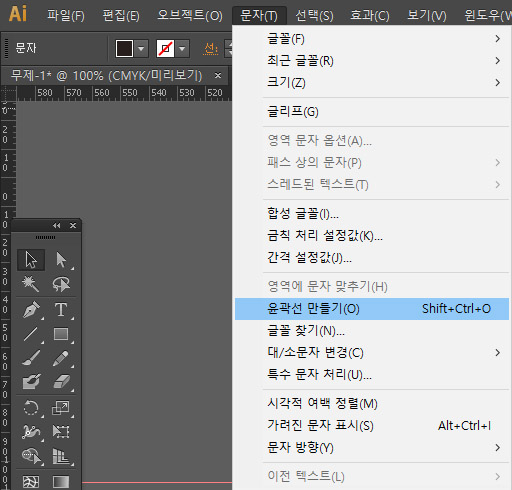 Ai 파일(F) 편집(E) 오브젝트(O) 문자(T) 선택(S) 효과(C) 보기(V) 윈도우(W
문자 선:
무제-1* @ 100% (CMYK/미리보기) ×
580 570 560 550 540 530 520
글꼴(F)
최근 글꼴(R)
크기(Z)
글리프(G)
영역 문자 옵션(A)...
패스 상의 문자(P)
스레드된 텍스트(T)
합성 글꼴(I)...
금칙 처리 설정값(K)...
간격 설정값(J)...
영역에 문자 맞추기(H)
윤곽선 만들기(O) Shift+Ctrl+O
글꼴 찾기(N)...
대/소문자 변경(C)
특수 문자 처리(U)...
시각적 여백 정렬(M)
가려진 문자 표시(S) Alt+Ctrl+I
문자 방향(Y)
이전 텍스트(L)